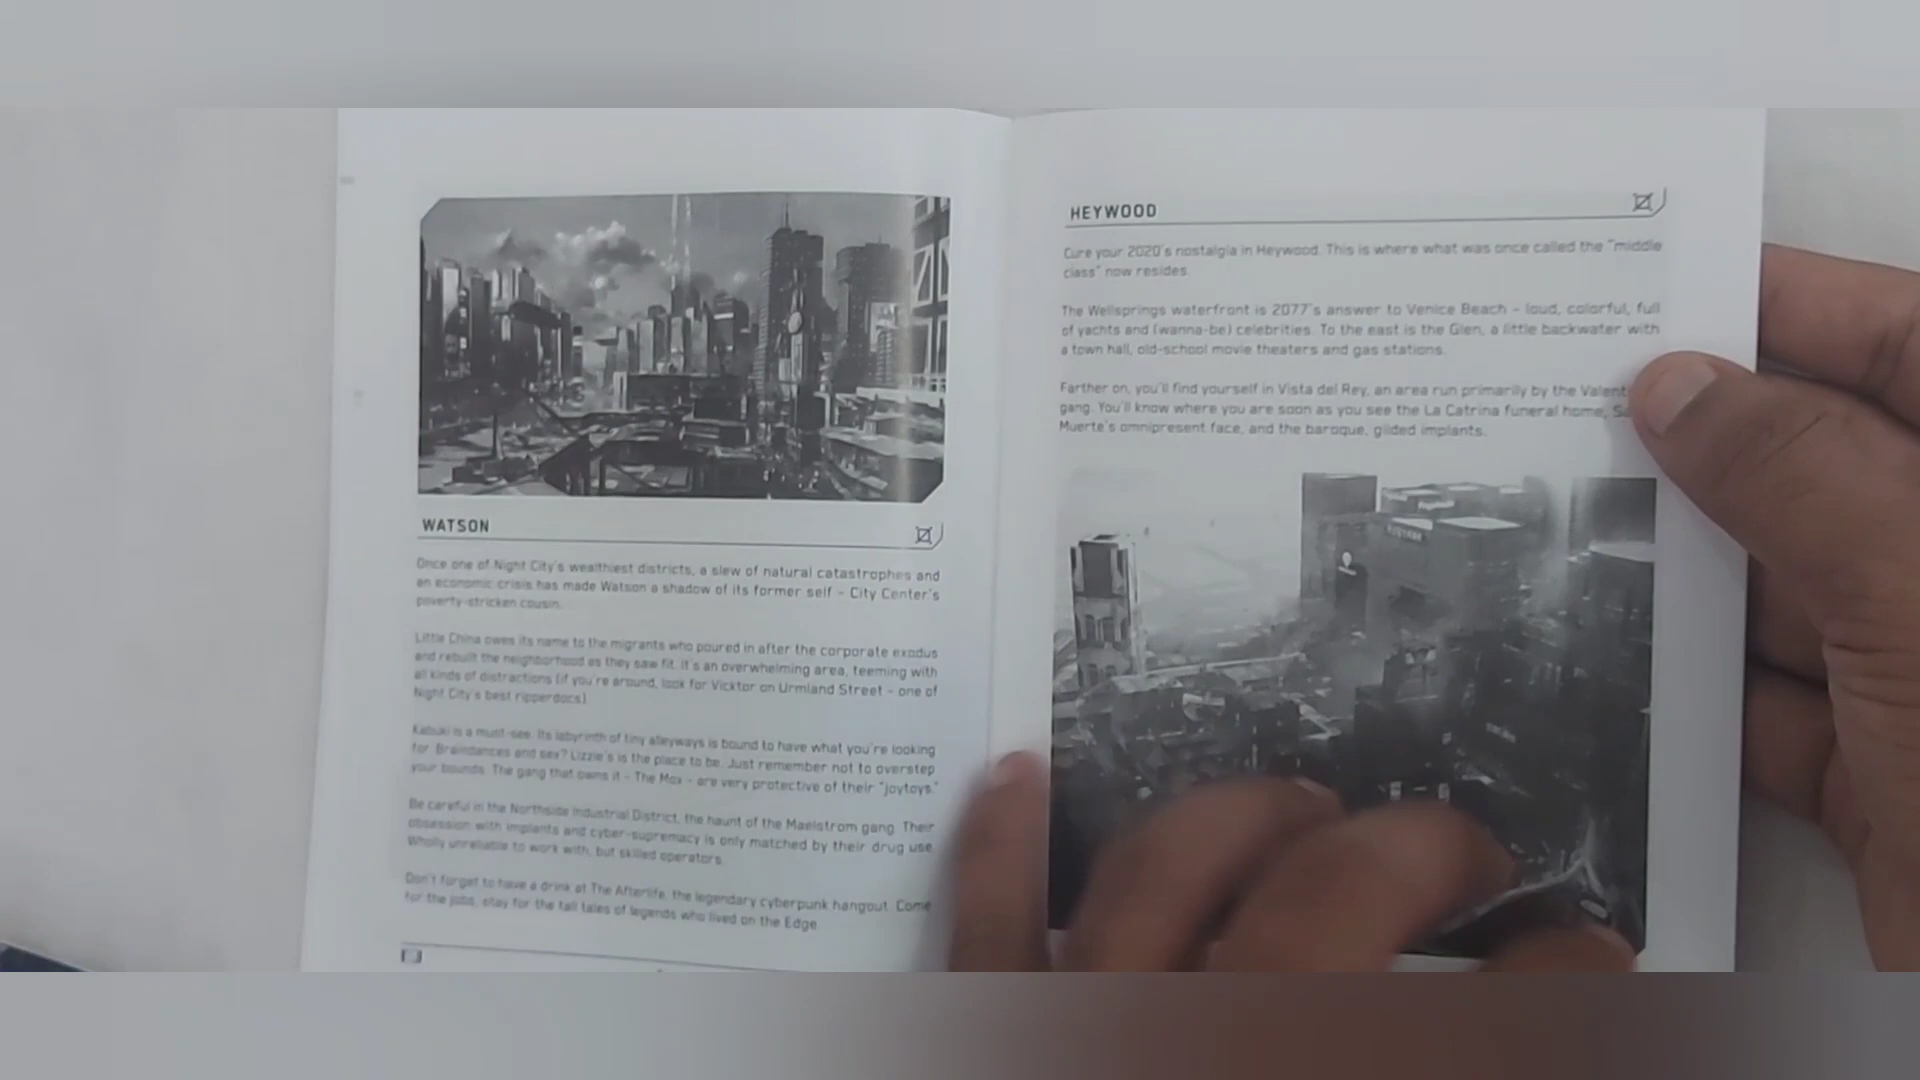 WATSON
Once one of Night City's wealthiest districts, a slew of natural catastrophes and
an economic crisis has made Watson a shadow of its former self - City Center's
poverty-stricken cousin.
Little China owes its name to the migrants who poured in after the corporate exodus
and rebuilt the neighborhood as they saw fit. It's an overwhelming area, teeming with
all kinds of distractions (if you're around, look for Vicktor on Urmland Street - one of
Night City's best ripperdocs).
Kabuki is a must-see. Its labyrinth of tiny alleyways is bound to have what you're looking
for. Braindances and sex? Lizzie's is the place to be. Just remember not to overstep
your bounds. The gang that owns it - The Mox - are very protective of their "joytoys."
Be careful in the Northside Industrial District, the haunt of the Maelstrom gang. Their
obsession with implants and cyber-supremacy is only matched by their drug use.
Wholly unreliable to work with, but skilled operators.
Don't forget to have a drink at The Afterlife, the legendary cyberpunk hangout. Come
for the jobs, stay for the tall tales of legends who lived on the Edge.
HEYWOOD
Cure your 2020's nostalgia in Heywood. This is where what was once called the "middle
class" now resides.
The Wellsprings waterfront is 2077's answer to Venice Beach - loud, colorful, full
of yachts and (wanna-be) celebrities. To the east is the Glen, a little backwater with
a town hall, old-school movie theaters and gas stations.
Farther on, you'll find yourself in Vista del Rey, an area run primarily by the
gang. You'll know where you are soon as you see the La Catrina funeral home,
Muerte's omnipresent face, and the baroque, gilded implants.